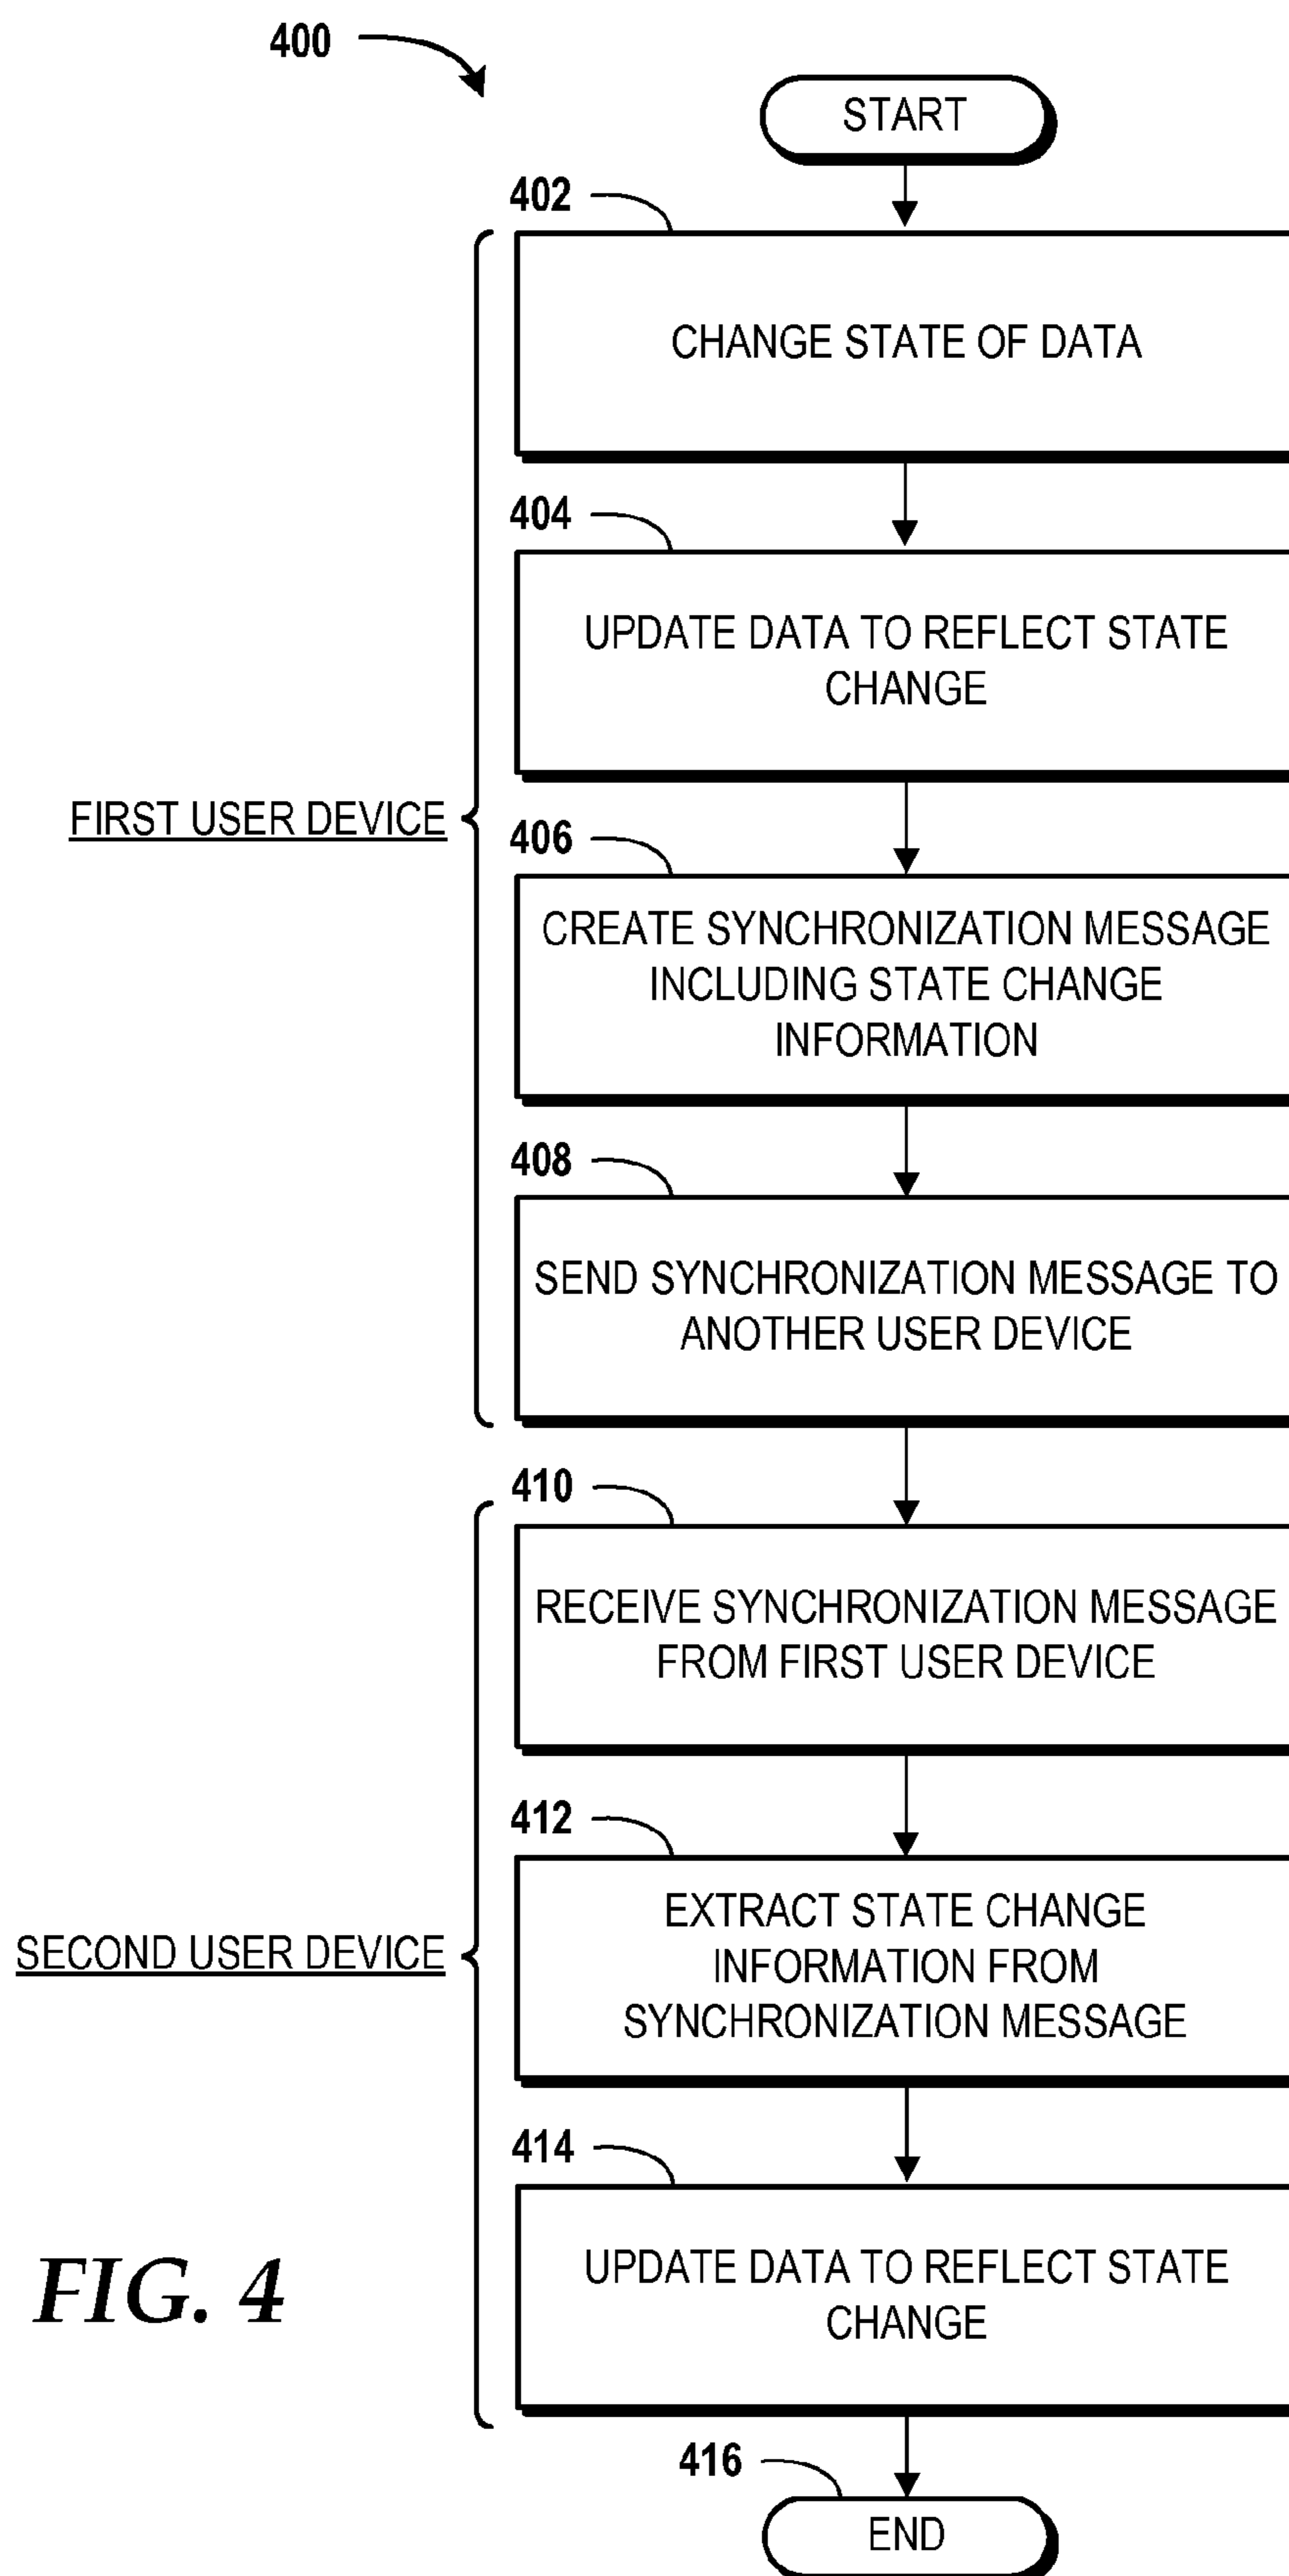 400
START
402
CHANGE STATE OF DATA
404
UPDATE DATA TO REFLECT STATE
CHANGE
FIRST USER DEVICE
406
CREATE SYNCHRONIZATION MESSAGE
INCLUDING STATE CHANGE
INFORMATION
408
SEND SYNCHRONIZATION MESSAGE TO
ANOTHER USER DEVICE
410
RECEIVE SYNCHRONIZATION MESSAGE
FROM FIRST USER DEVICE
412
EXTRACT STATE CHANGE
INFORMATION FROM
SYNCHRONIZATION MESSAGE
SECOND USER DEVICE
414
UPDATE DATA TO REFLECT STATE
CHANGE
FIG. 4
416
END